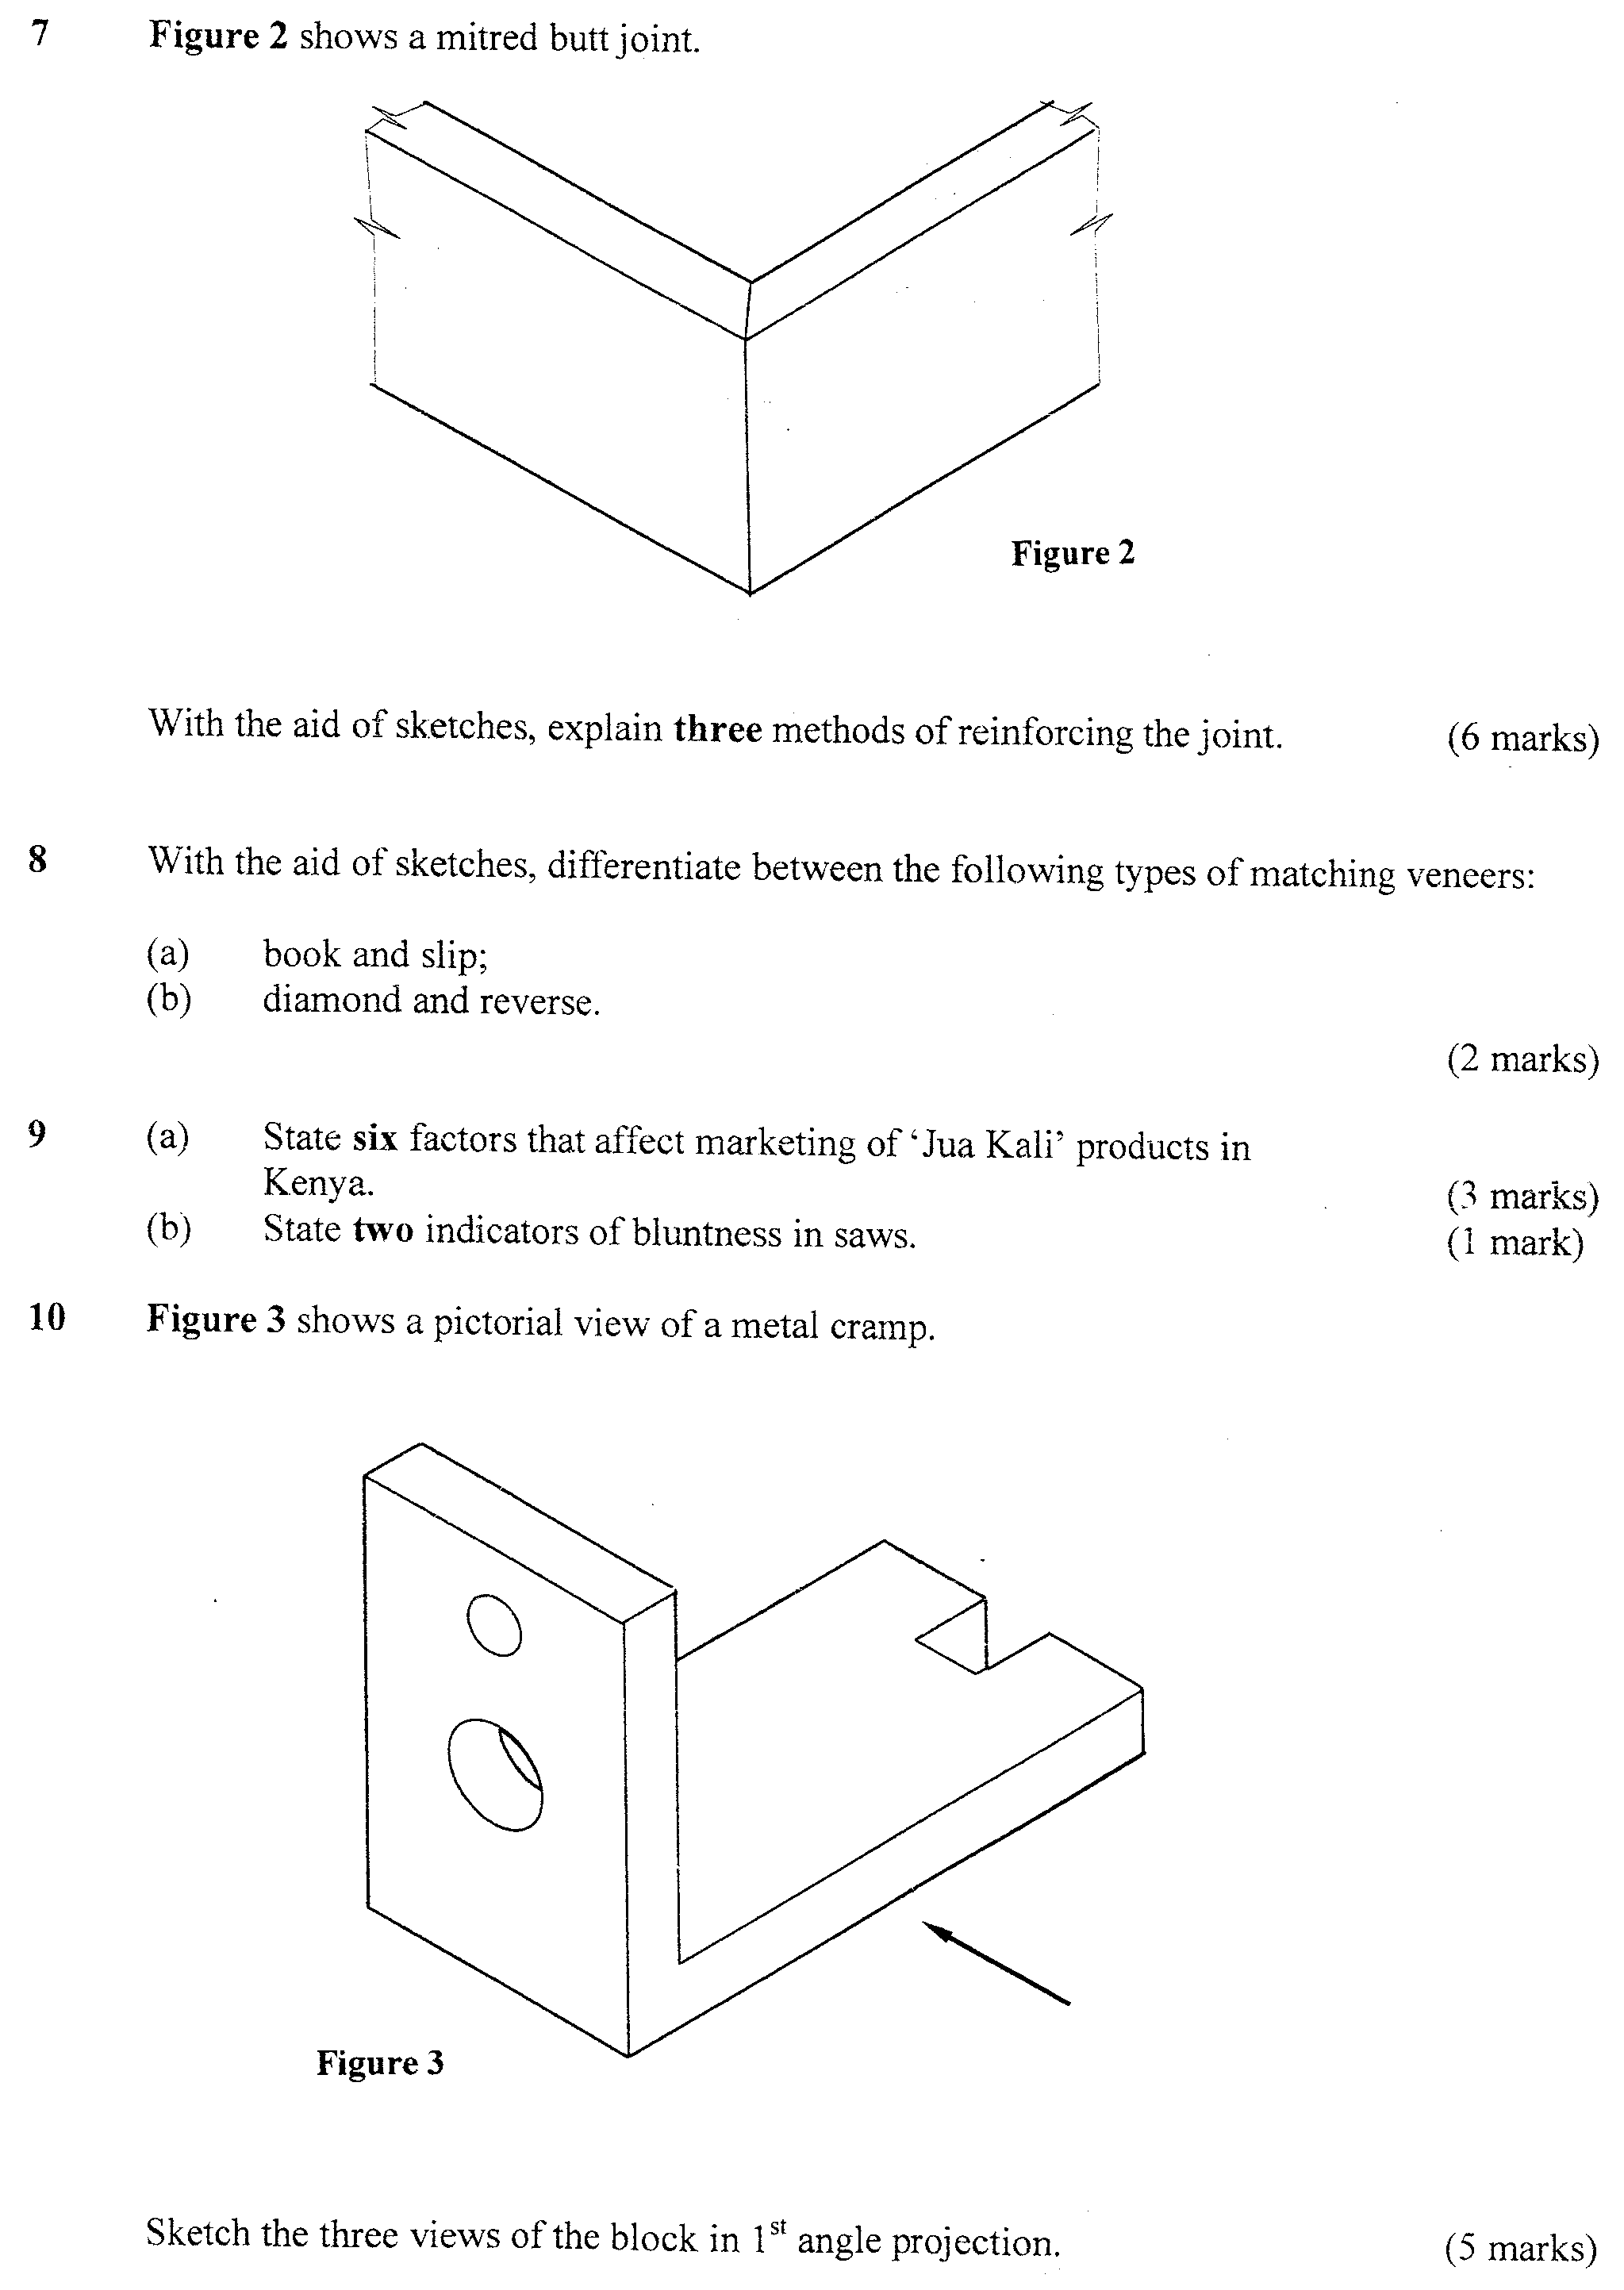 7 Figure 2 shows a mitred butt joint.
Figure 2
With the aid of sketches, explain three methods of reinforcing the joint. (6 marks)
8 With the aid of sketches, differentiate between the following types of matching veneers:
(a) book and slip;
(b) diamond and reverse.
(2 marks)
9 (a) State six factors that affect marketing of ‘Jua Kali’ products in
Kenya. (3 marks)
(b) State two indicators of bluntness in saws. (1 mark)
10 Figure 3 shows a pictorial view of a metal cramp.
Figure 3
Sketch the three views of the block in 1st angle projection. (5 marks)